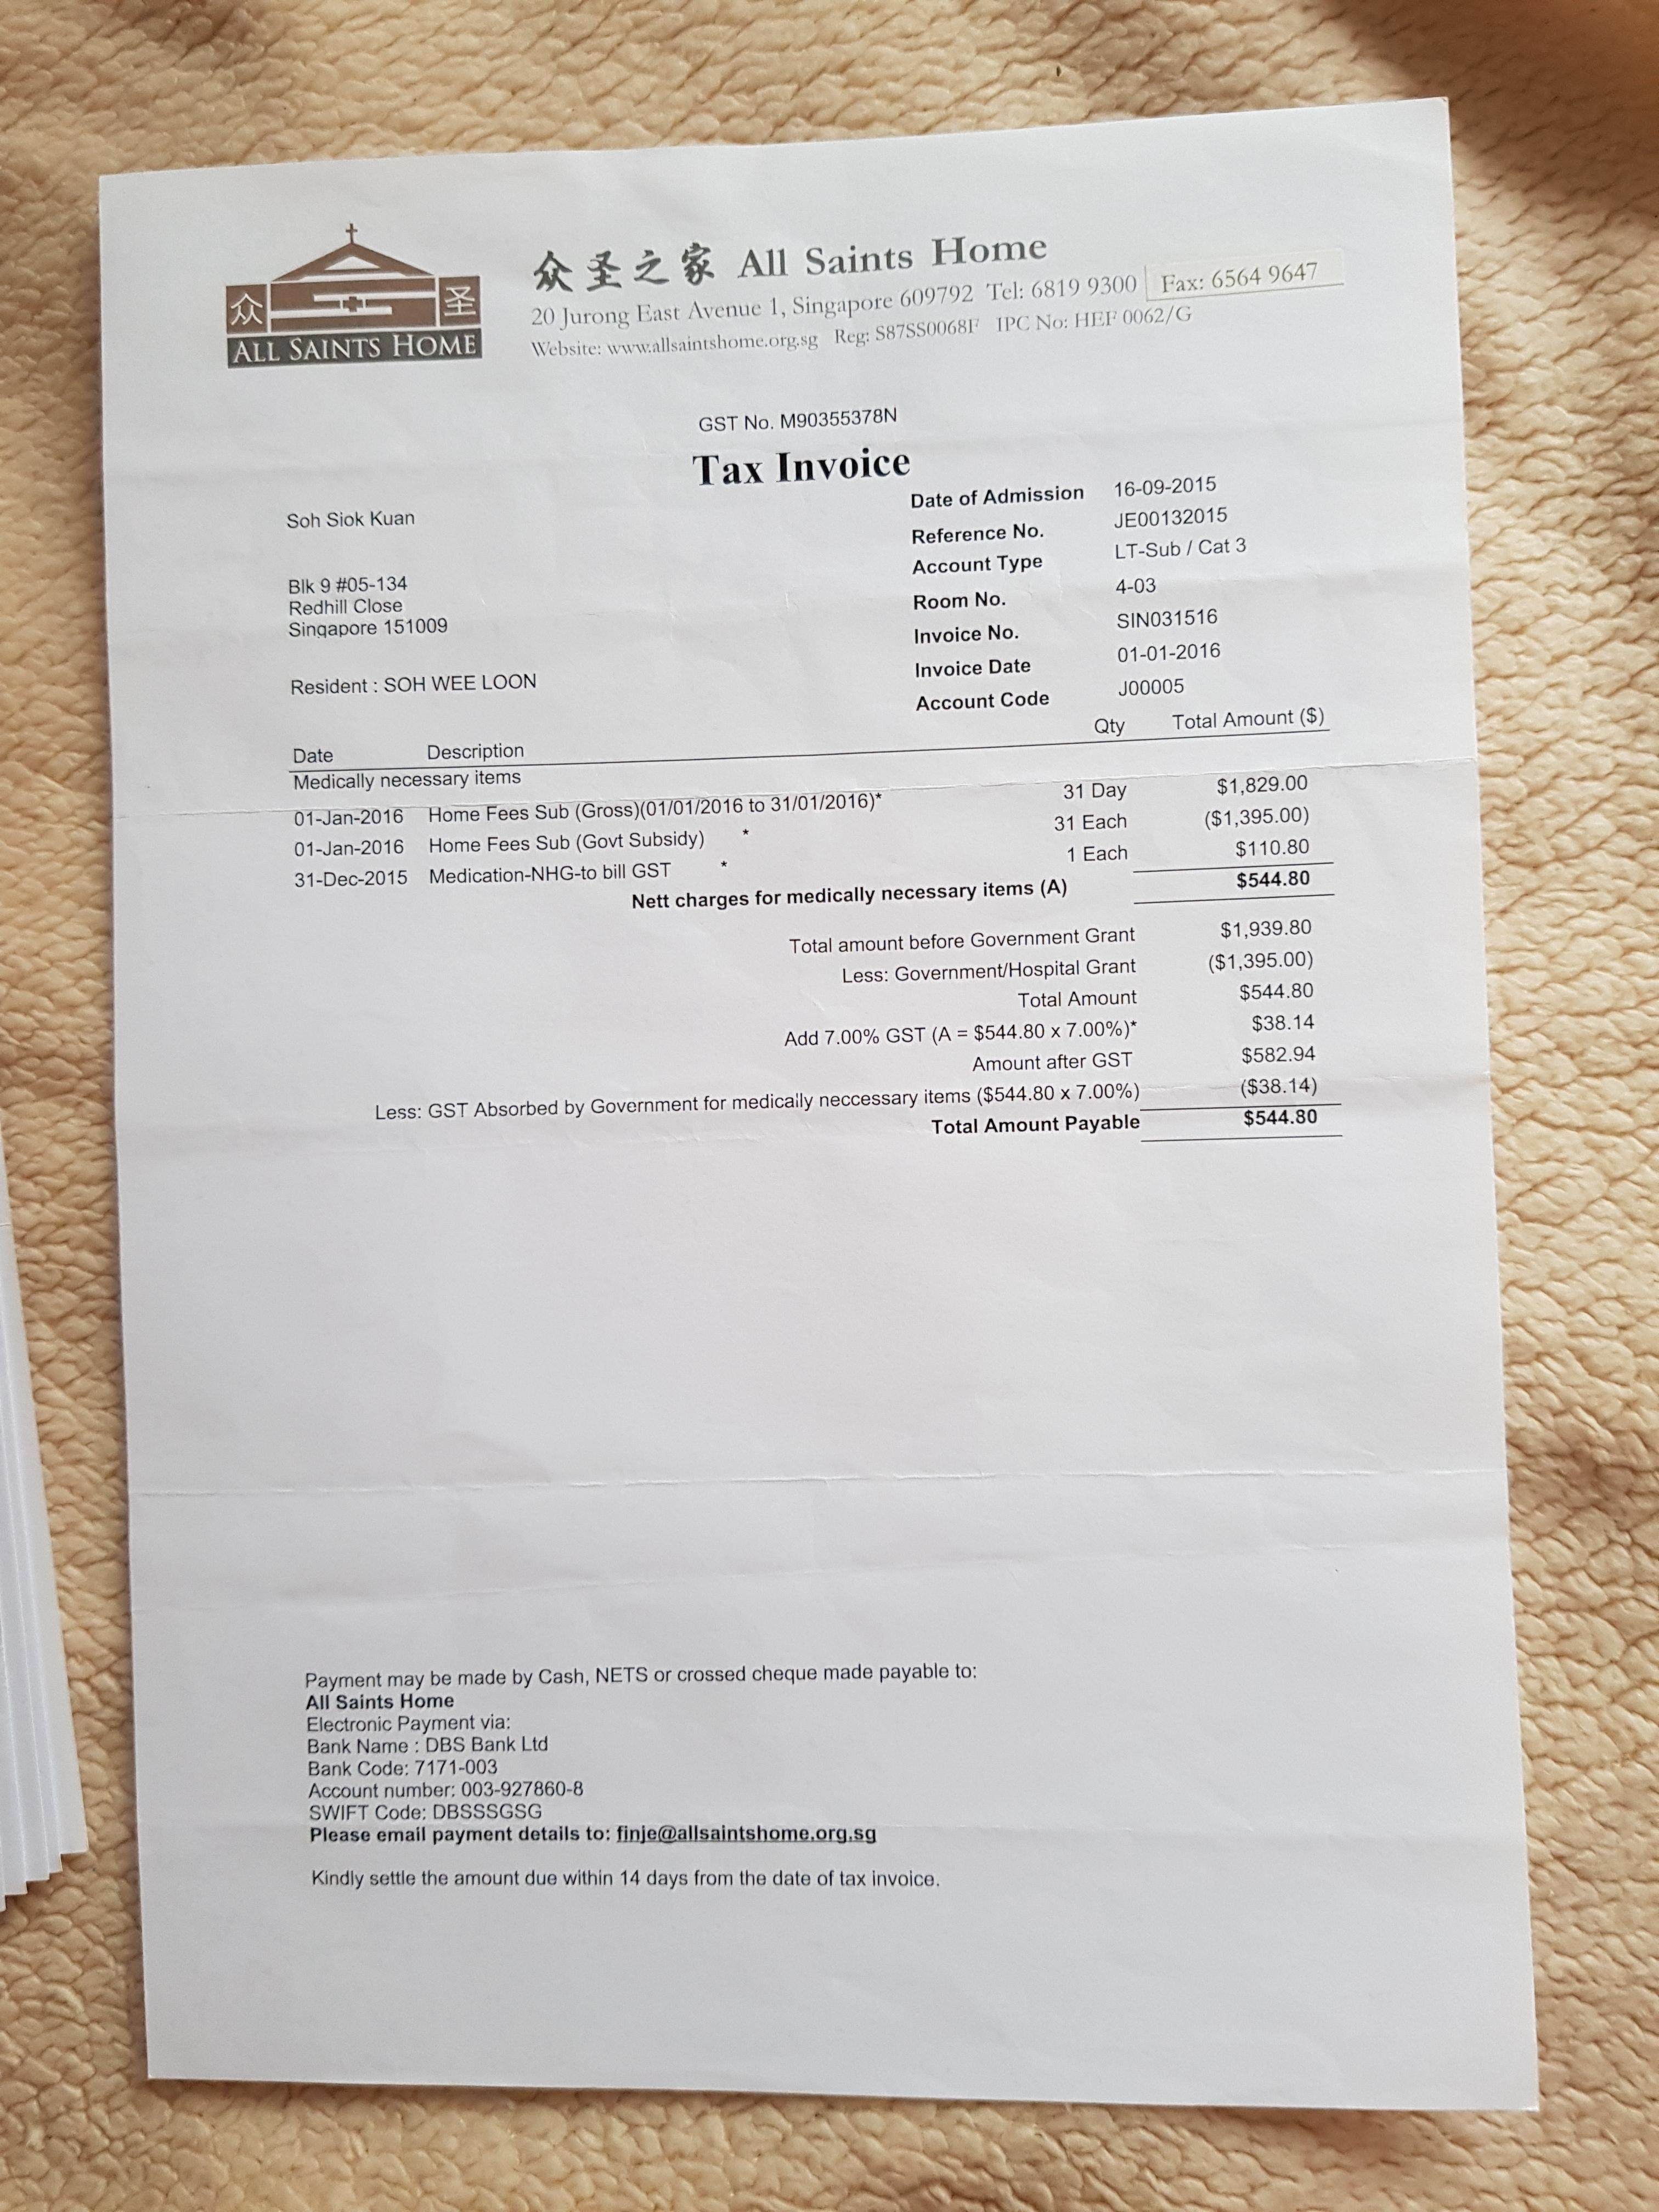 众 圣
ALL SAINTS HOME
众圣之家 All Saints Home
20 Jurong East Avenue 1, Singapore 609792 Tel: 6819 9300 Fax: 6564 9647
Website: www.allsaintshome.org.sg Reg: S87SS0068F IPC No: HEF 0062/G
GST No. M90355378N
Tax Invoice
Soh Siok Kuan
Blk 9 #05-134
Redhill Close
Singapore 151009
Resident : SOH WEE LOON
Date of Admission 16-09-2015
Reference No. JE00132015
Account Type LT-Sub / Cat 3
Room No. 4-03
Invoice No. SIN031516
Invoice Date 01-01-2016
Account Code J00005
Date Description Qty Total Amount ($)
Medically necessary items
01-Jan-2016 Home Fees Sub (Gross)(01/01/2016 to 31/01/2016)* 31 Day $1,829.00
01-Jan-2016 Home Fees Sub (Govt Subsidy) * 31 Each ($1,395.00)
31-Dec-2015 Medication-NHG-to bill GST * 1 Each $110.80
Nett charges for medically necessary items (A) $544.80
Total amount before Government Grant $1,939.80
Less: Government/Hospital Grant ($1,395.00)
Total Amount $544.80
Add 7.00% GST (A = $544.80 x 7.00%)* $38.14
Amount after GST $582.94
Less: GST Absorbed by Government for medically neccessary items ($544.80 x 7.00%) ($38.14)
Total Amount Payable $544.80
Payment may be made by Cash, NETS or crossed cheque made payable to:
All Saints Home
Electronic Payment via:
Bank Name : DBS Bank Ltd
Bank Code: 7171-003
Account number: 003-927860-8
SWIFT Code: DBSSSGSG
Please email payment details to: finje@allsaintshome.org.sg
Kindly settle the amount due within 14 days from the date of tax invoice.